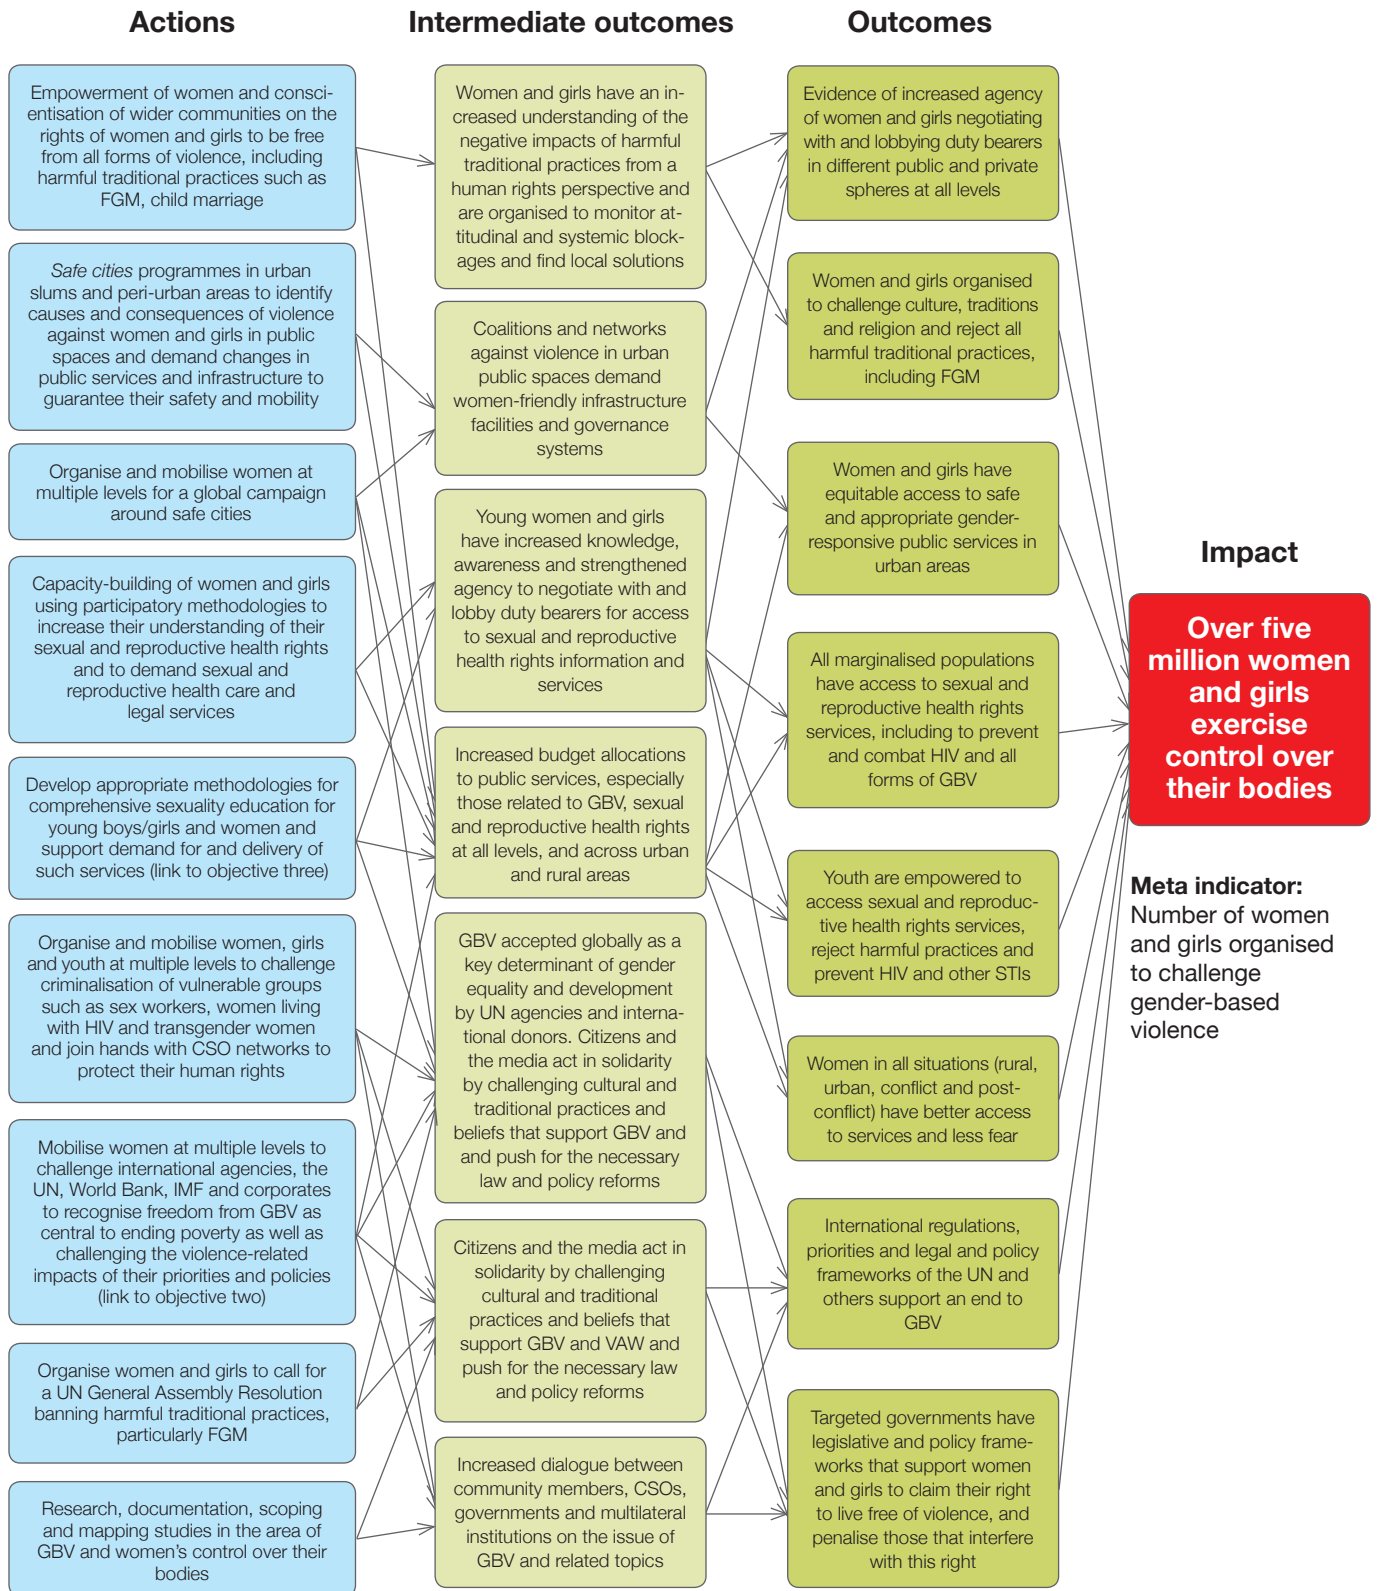 Actions
Intermediate outcomes
Outcomes
Empowerment of women and consci-
entisation of wider communities on the
rights of women and girls to be free
from all forms of violence, including
harmful traditional practices such as
FGM, child marriage
Safe cities programmes in urban
slums and peri-urban areas to identify
causes and consequences of violence
against women and girls in public
spaces and demand changes in
public services and infrastructure to
guarantee their safety and mobility
Organise and mobilise women at
multiple levels for a global campaign
around safe cities
Capacity-building of women and girls
using participatory methodologies to
increase their understanding of their
sexual and reproductive health rights
and to demand sexual and
reproductive health care and
legal services
Develop appropriate methodologies for
comprehensive sexuality education for
young boys/girls and women and
support demand for and delivery of
such services (link to objective three)
Organise and mobilise women, girls
and youth at multiple levels to challenge
criminalisation of vulnerable groups
such as sex workers, women living
with HIV and transgender women
and join hands with CSO networks to
protect their human rights
Mobilise women at multiple levels to
challenge international agencies, the
UN, World Bank, IMF and corporates
to recognise freedom from GBV as
central to ending poverty as well as
challenging the violence-related
impacts of their priorities and policies
(link to objective two)
Organise women and girls to call for
a UN General Assembly Resolution
banning harmful traditional practices,
particularly FGM
Research, documentation, scoping
and mapping studies in the area of
GBV and women's control over their
bodies
Women and girls have an in-
creased understanding of the
negative impacts of harmful
traditional practices from a
human rights perspective and
are organised to monitor at-
titudinal and systemic block-
ages and find local solutions
Coalitions and networks
against violence in urban
public spaces demand
women-friendly infrastructure
facilities and governance
systems
Young women and girls
have increased knowledge,
awareness and strengthened
agency to negotiate with and
lobby duty bearers for access
to sexual and reproductive
health rights information and
services
Increased budget allocations
to public services, especially
those related to GBV, sexual
and reproductive health rights
at all levels, and across urban
and rural areas
GBV accepted globally as a
key determinant of gender
equality and development
by UN agencies and interna-
tional donors. Citizens and
the media act in solidarity
by challenging cultural and
traditional practices and
beliefs that support GBV and
and push for the necessary
law and policy reforms
Citizens and the media act in
solidarity by challenging
cultural and traditional
practices and beliefs that
support GBV and VAW and
push for the necessary law
and policy reforms
Increased dialogue between
community members, CSOs,
governments and multilateral
institutions on the issue of
GBV and related topics
Evidence of increased agency
of women and girls negotiating
with and lobbying duty bearers
in different public and private
spheres at all levels
Women and girls organised
to challenge culture, traditions
and religion and reject all
harmful traditional practices,
including FGM
Women and girls have
equitable access to safe
and appropriate gender-
responsive public services in
urban areas
All marginalised populations
have access to sexual and
reproductive health rights
services, including to prevent
and combat HIV and all
forms of GBV
Youth are empowered to
access sexual and reproduc-
tive health rights services,
reject harmful practices and
prevent HIV and other STIs
Women in all situations (rural,
urban, conflict and post-
conflict) have better access
to services and less fear
International regulations,
priorities and legal and policy
frameworks of the UN and
others support an end to
GBV
Targeted governments have
legislative and policy frame-
works that support women
and girls to claim their right
to live free of violence, and
penalise those that interfere
with this right
Impact
Over five
million women
and girls
exercise
control over
their bodies
Meta indicator:
Number of women
and girls organised
to challenge
gender-based
violence